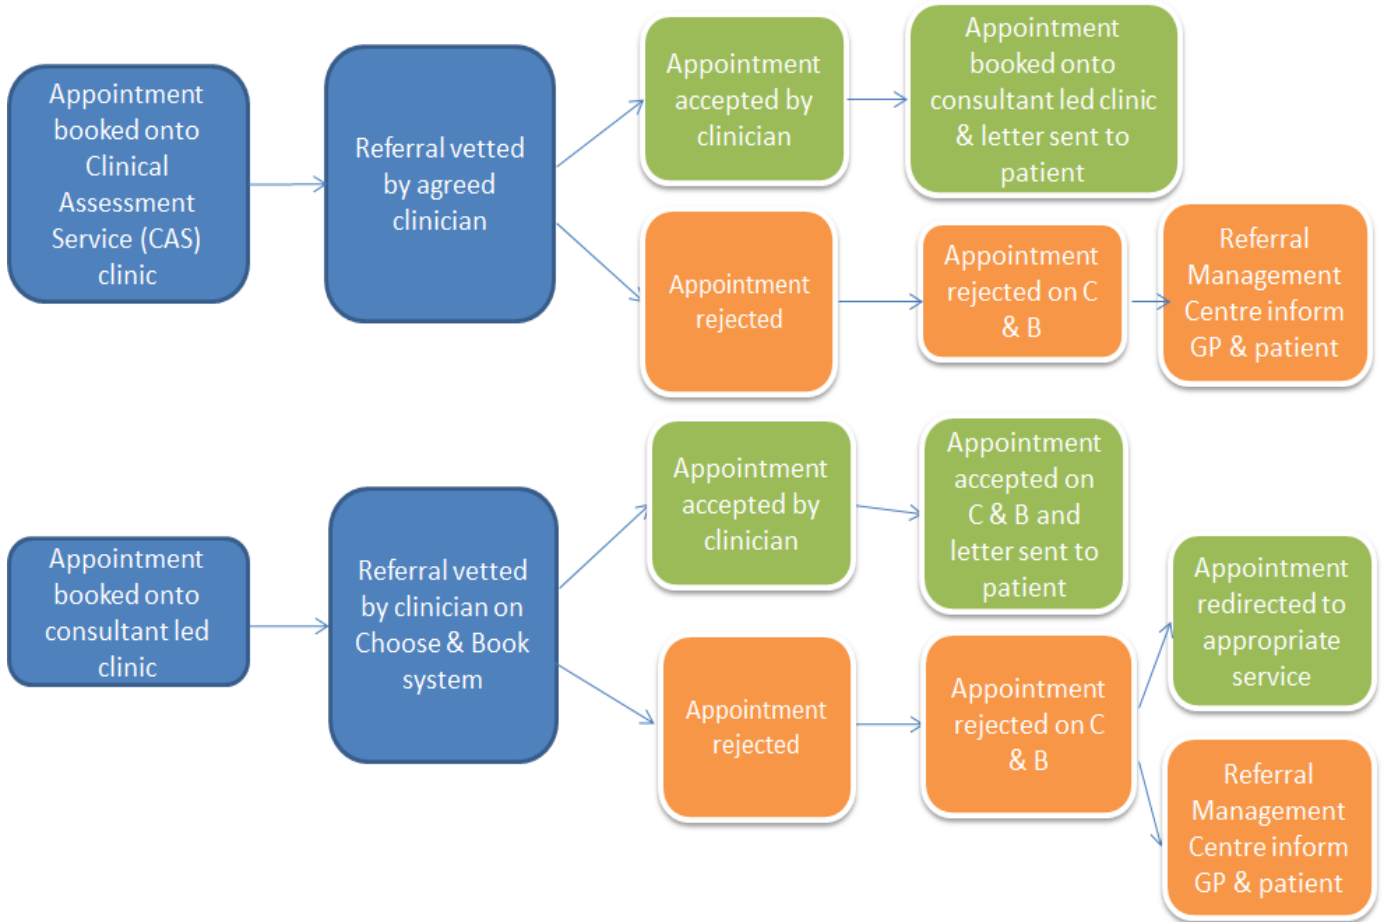 Appointment
booked onto
Clinical
Assessment
Service (CAS)
clinic
Referral vetted
by agreed
clinician
Appointment
accepted by
clinician
Appointment
booked onto
consultant led clinic
& letter sent to
patient
Appointment
rejected
Appointment
rejected on C
& B
Referral
Management
Centre inform
GP & patient
Appointment
booked onto
consultant led
clinic
Referral vetted
by clinician on
Choose & Book
system
Appointment
accepted by
clinician
Appointment
accepted on
C & B and
letter sent to
patient
Appointment
rejected
Appointment
rejected on C
& B
Appointment
redirected to
appropriate
service
Referral
Management
Centre inform
GP & patient